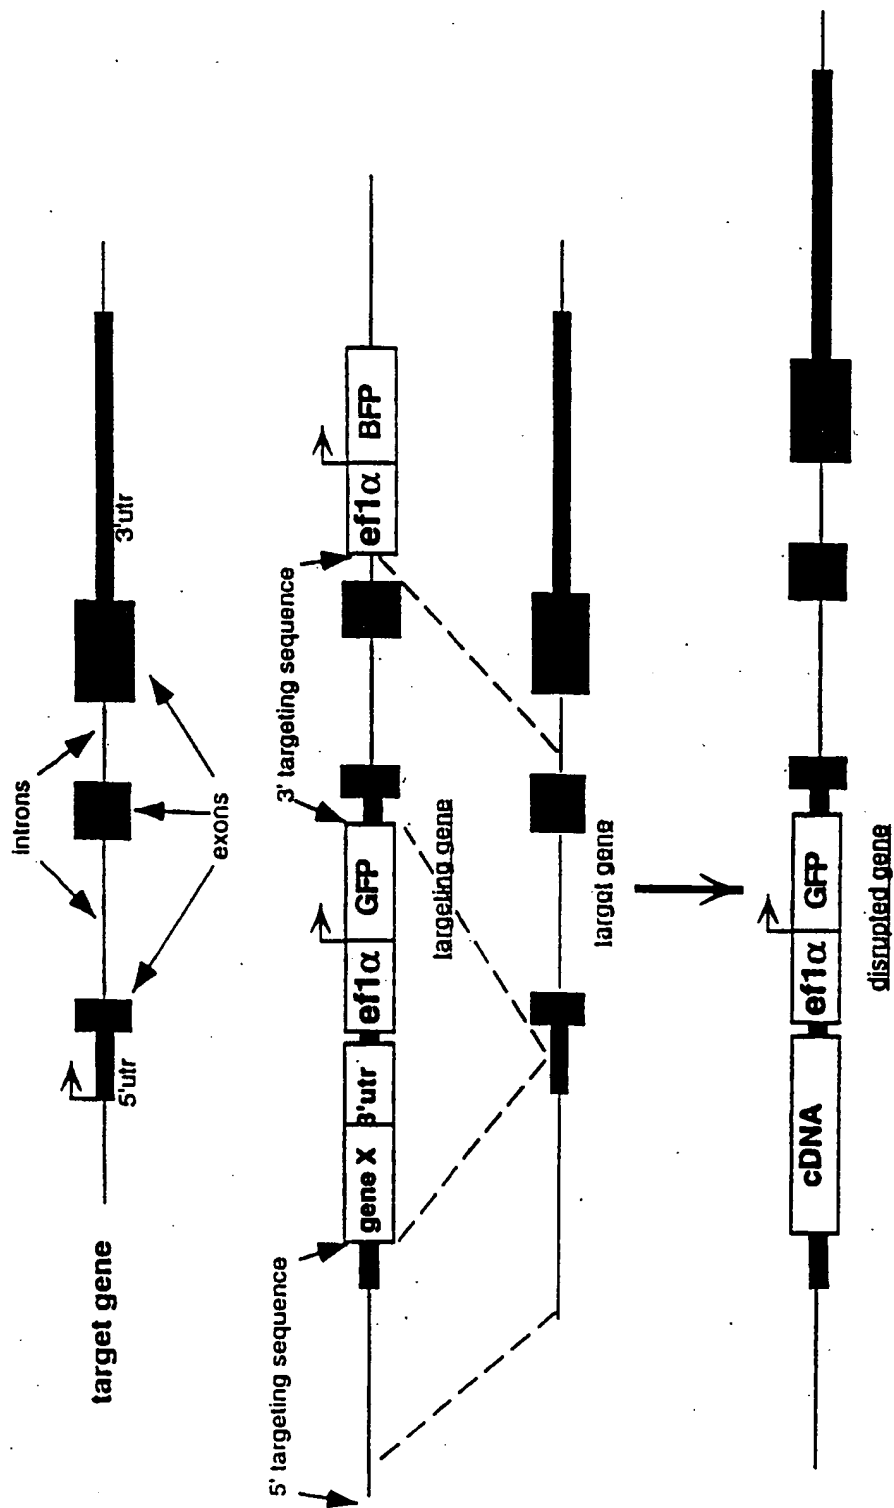 target gene
introns
exons
5'utr
3'utr
5' targeting sequence
3' targeting sequence
gene X
3'utr
ef1α
GFP
ef1α
BFP
targeting gene
target gene
cDNA
ef1α
GFP
disrupted gene